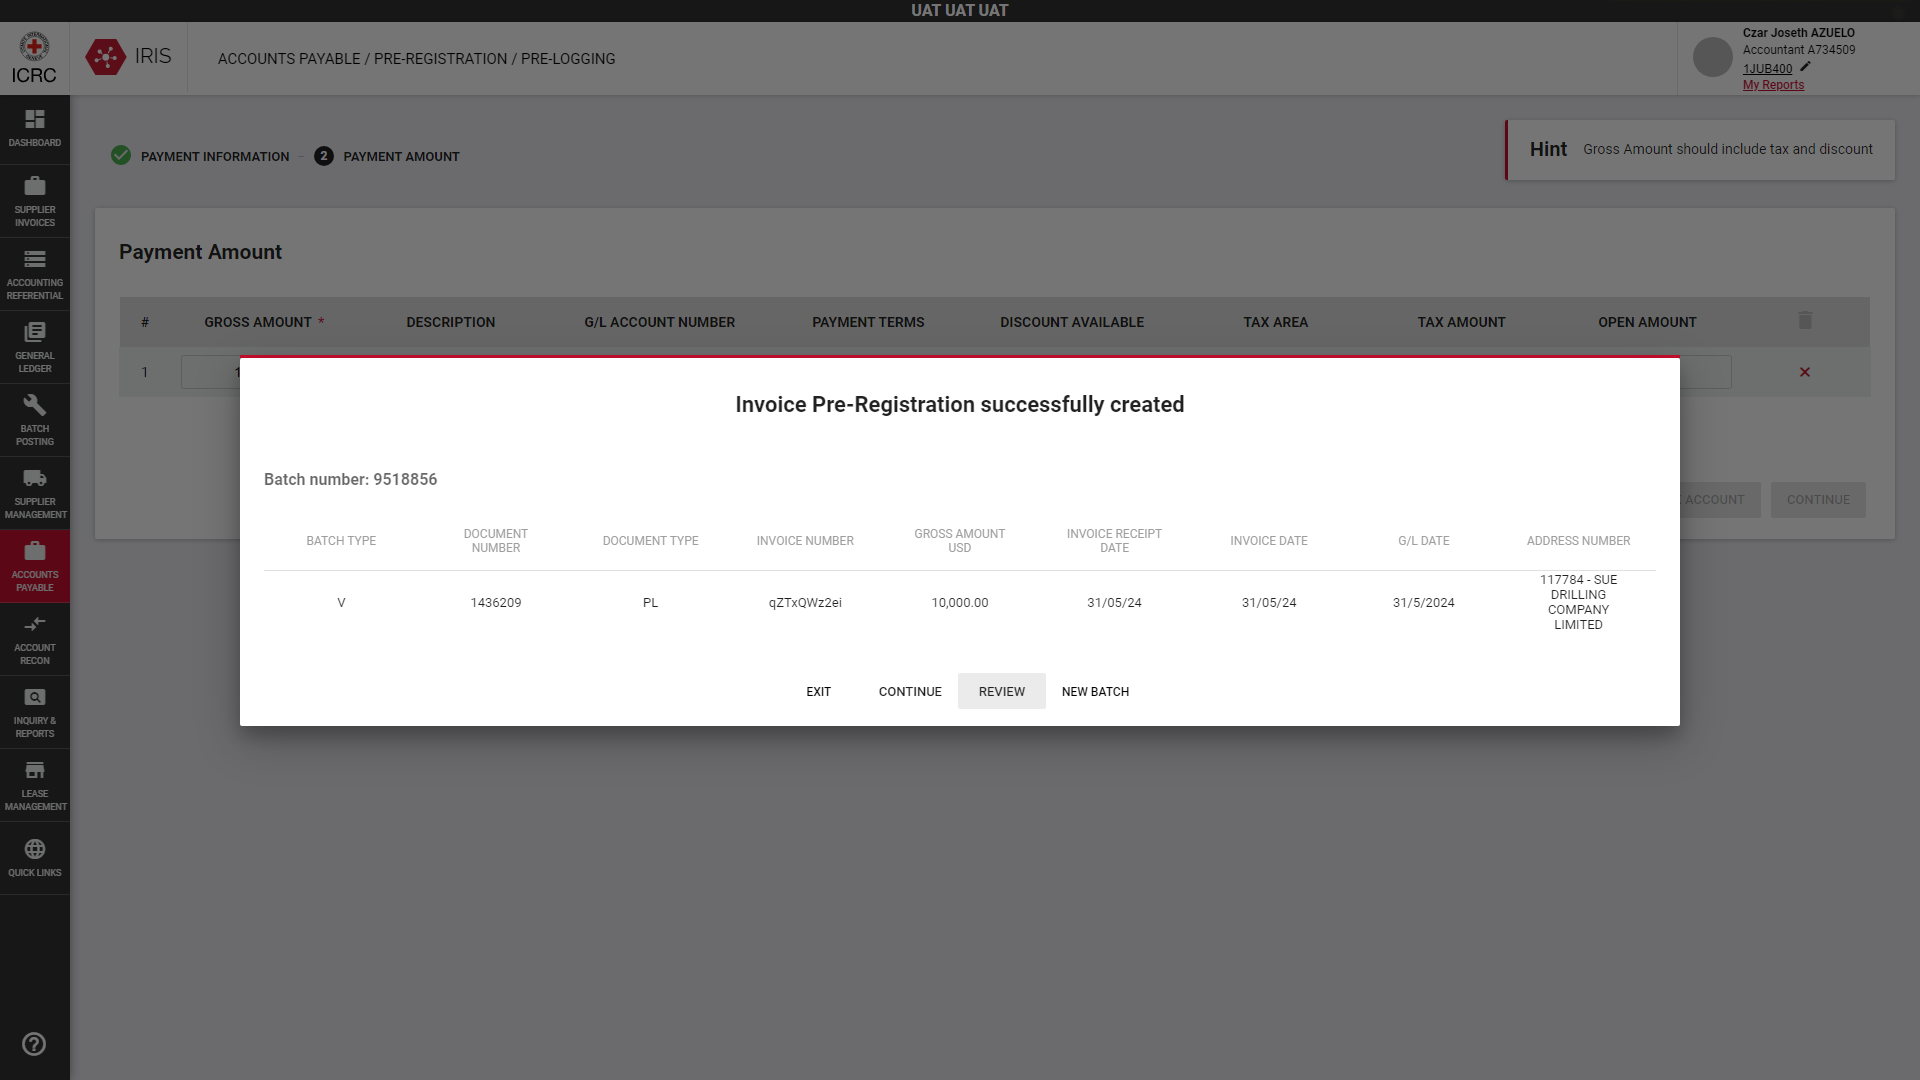 UAT UAT UAT
ICRC
IRIS
ACCOUNTS PAYABLE / PRE-REGISTRATION / PRE-LOGGING
Czar Joseth AZUELO
Accountant A734509
1JUB400
My Reports
DASHBOARD
SUPPLIER
INVOICES
ACCOUNTING
REFERENTIAL
GENERAL
LEDGER
BATCH
POSTING
SUPPLIER
MANAGEMENT
ACCOUNTS
PAYABLE
ACCOUNT
RECON
INQUIRY &
REPORTS
LEASE
MANAGEMENT
QUICK LINKS
PAYMENT INFORMATION – 2 PAYMENT AMOUNT
Hint Gross Amount should include tax and discount
Payment Amount
# GROSS AMOUNT * DESCRIPTION G/L ACCOUNT NUMBER PAYMENT TERMS DISCOUNT AVAILABLE TAX AREA TAX AMOUNT OPEN AMOUNT
1 1
ACCOUNT CONTINUE
Invoice Pre-Registration successfully created
Batch number: 9518856
BATCH TYPE DOCUMENT NUMBER DOCUMENT TYPE INVOICE NUMBER GROSS AMOUNT USD INVOICE RECEIPT DATE INVOICE DATE G/L DATE ADDRESS NUMBER
V 1436209 PL qZTxQWz2ei 10,000.00 31/05/24 31/05/24 31/5/2024 117784 - SUE
DRILLING
COMPANY
LIMITED
EXIT CONTINUE REVIEW NEW BATCH